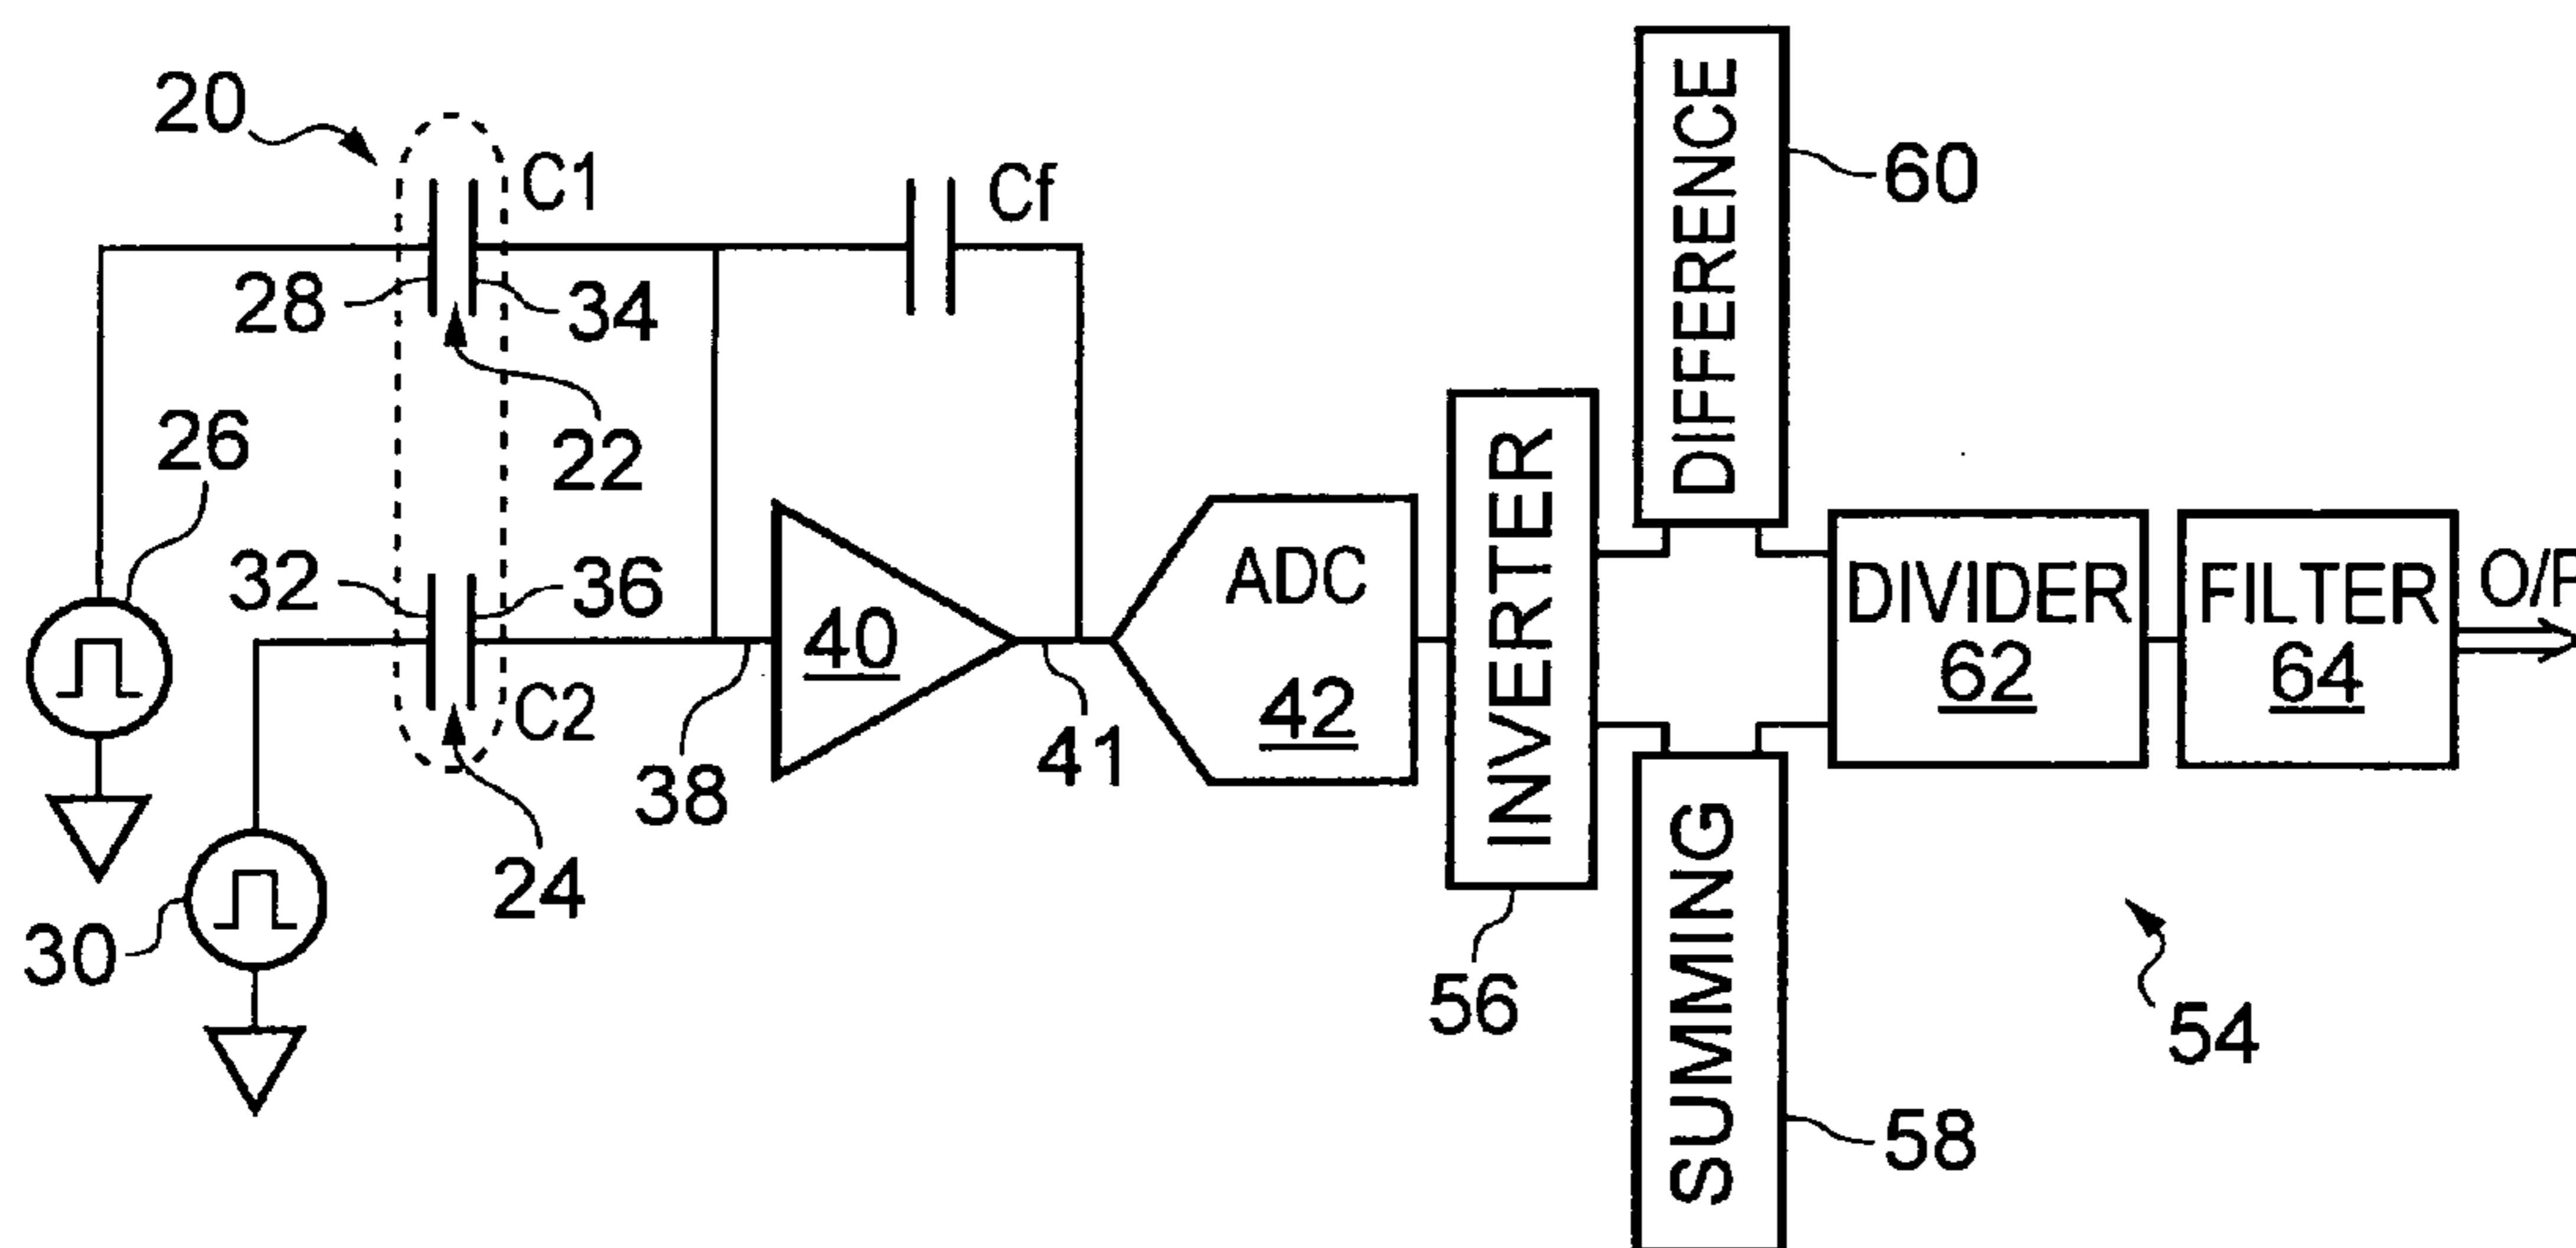 20
C1
Cf
28
34
22
26
32
36
C2
24
30
38
40
41
ADC
42
INVERTER
56
DIFFERENCE
60
SUMMING
58
DIVIDER
62
FILTER
64
O/P
54